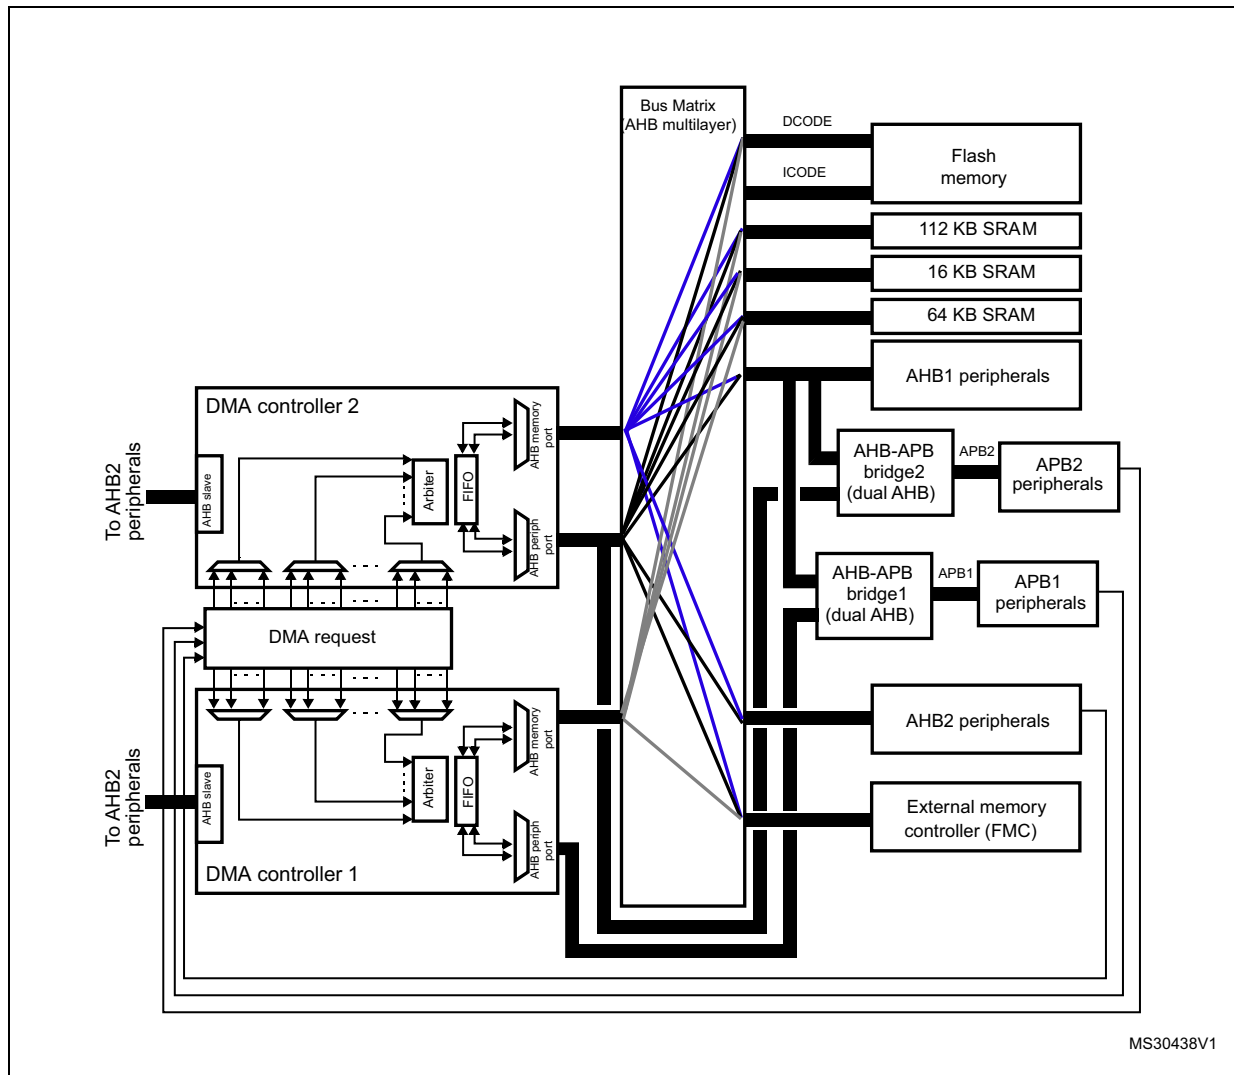 Bus Matrix
(AHB multilayer)
DCODE
ICODE
Flash
memory
112 KB SRAM
16 KB SRAM
64 KB SRAM
AHB1 peripherals
DMA controller 2
To AHB2
peripherals
AHB slave
Arbiter
FIFO
AHB memory
port
AHB periph
port
AHB-APB
bridge2
(dual AHB)
APB2
APB2
peripherals
AHB-APB
bridge1
(dual AHB)
APB1
APB1
peripherals
DMA request
To AHB2
peripherals
AHB slave
Arbiter
FIFO
AHB memory
port
AHB periph
port
DMA controller 1
AHB2 peripherals
External memory
controller (FMC)
MS30438V1